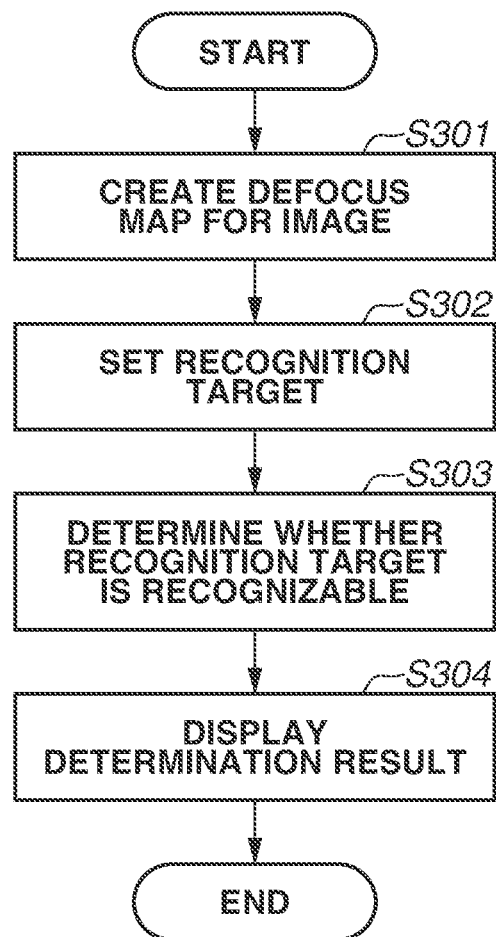 START
S301
CREATE DEFOCUS
MAP FOR IMAGE
S302
SET RECOGNITION
TARGET
S303
DETERMINE WHETHER
RECOGNITION TARGET
IS RECOGNIZABLE
S304
DISPLAY
DETERMINATION RESULT
END